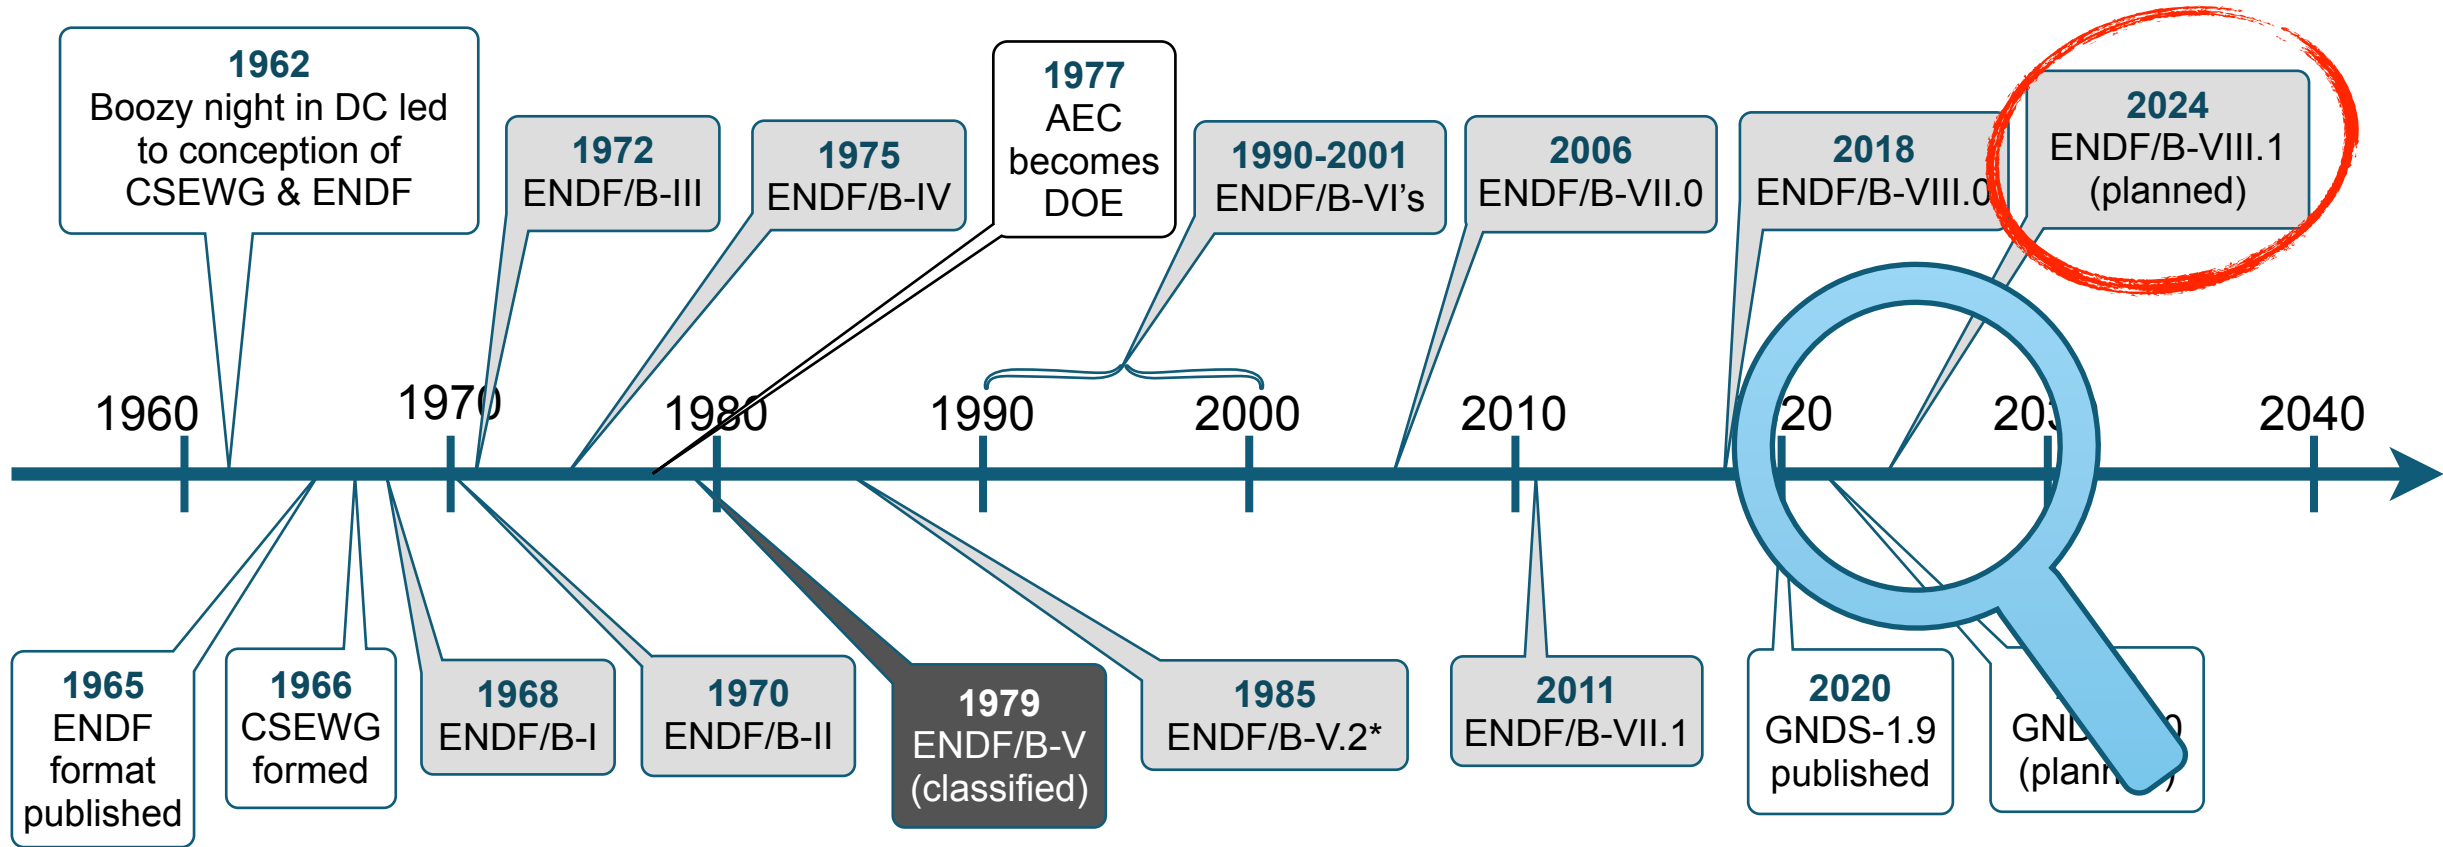 1962
Boozy night in DC led
to conception of
CSEWG & ENDF
1972
ENDF/B-III
1975
ENDF/B-IV
1977
AEC
becomes
DOE
1990-2001
ENDF/B-VI's
2006
ENDF/B-VII.0
2018
ENDF/B-VIII.0
2024
ENDF/B-VIII.1
(planned)
1960
1970
1980
1990
2000
2010
20
2040
1965
ENDF
format
published
1966
CSEWG
formed
1968
ENDF/B-I
1970
ENDF/B-II
1979
ENDF/B-V
(classified)
1985
ENDF/B-V.2*
2011
ENDF/B-VII.1
2020
GNDS-1.9
published